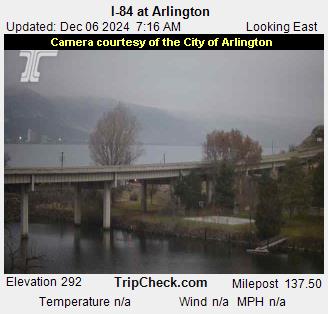 I-84 at Arlington
Updated: Dec 06 2024 7:16 AM Looking East
Camera courtesy of the City of Arlington
Elevation 292 TripCheck.com Milepost 137.50
Temperature n/a Wind n/a MPH n/a